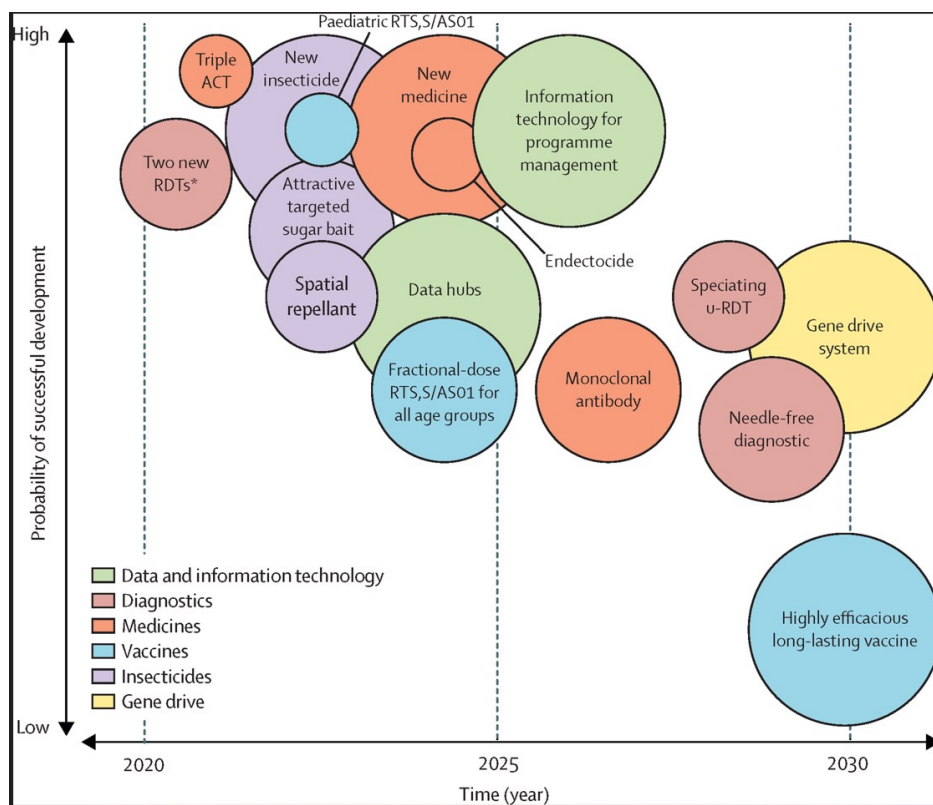 Paediatric RTS,S/AS01
High
Triple
ACT
New
insecticide
New
medicine
Information
technology for
programme
management
Two new
RDTs*
Attractive
targeted
sugar bait
Endectocide
Spatial
repellant
Data hubs
Speciating
u-RDT
Gene drive
system
Fractional-dose
RTS,S/AS01 for
all age groups
Monoclonal
antibody
Needle-free
diagnostic
Highly efficacious
long-lasting vaccine
Probability of successful development
Data and information technology
Diagnostics
Medicines
Vaccines
Insecticides
Gene drive
Low
2020
2025
2030
Time (year)